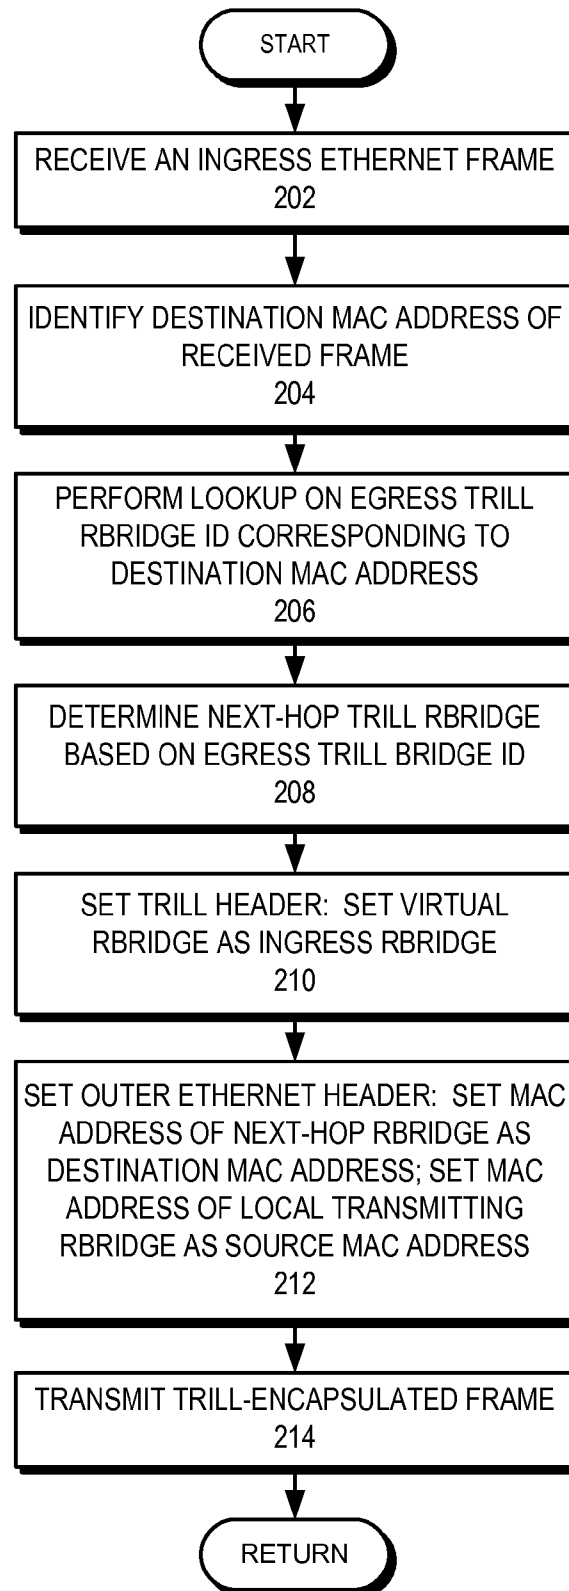 START
RECEIVE AN INGRESS ETHERNET FRAME
202
IDENTIFY DESTINATION MAC ADDRESS OF
RECEIVED FRAME
204
PERFORM LOOKUP ON EGRESS TRILL
RBRIDGE ID CORRESPONDING TO
DESTINATION MAC ADDRESS
206
DETERMINE NEXT-HOP TRILL RBRIDGE
BASED ON EGRESS TRILL BRIDGE ID
208
SET TRILL HEADER: SET VIRTUAL
RBRIDGE AS INGRESS RBRIDGE
210
SET OUTER ETHERNET HEADER: SET MAC
ADDRESS OF NEXT-HOP RBRIDGE AS
DESTINATION MAC ADDRESS; SET MAC
ADDRESS OF LOCAL TRANSMITTING
RBRIDGE AS SOURCE MAC ADDRESS
212
TRANSMIT TRILL-ENCAPSULATED FRAME
214
RETURN